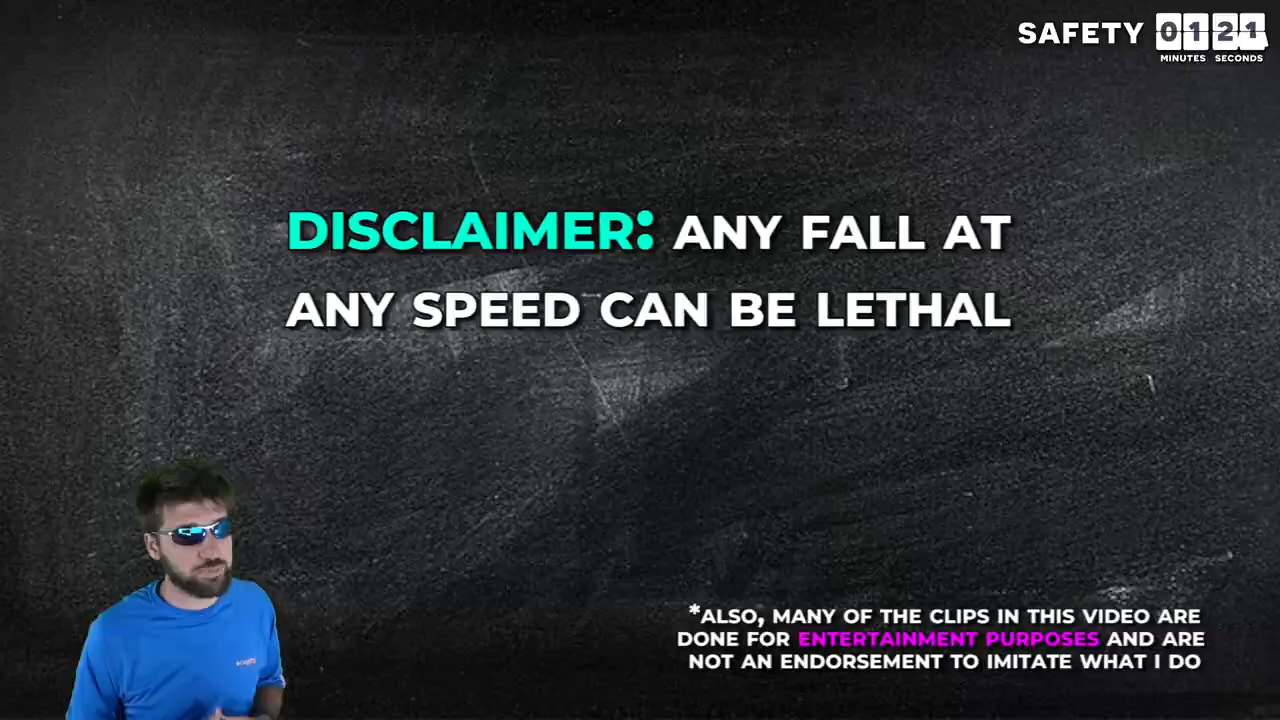 SAFETY 01 21
MINUTES SECONDS
DISCLAIMER: ANY FALL AT
ANY SPEED CAN BE LETHAL
*ALSO, MANY OF THE CLIPS IN THIS VIDEO ARE
DONE FOR ENTERTAINMENT PURPOSES AND ARE
NOT AN ENDORSEMENT TO IMITATE WHAT I DO